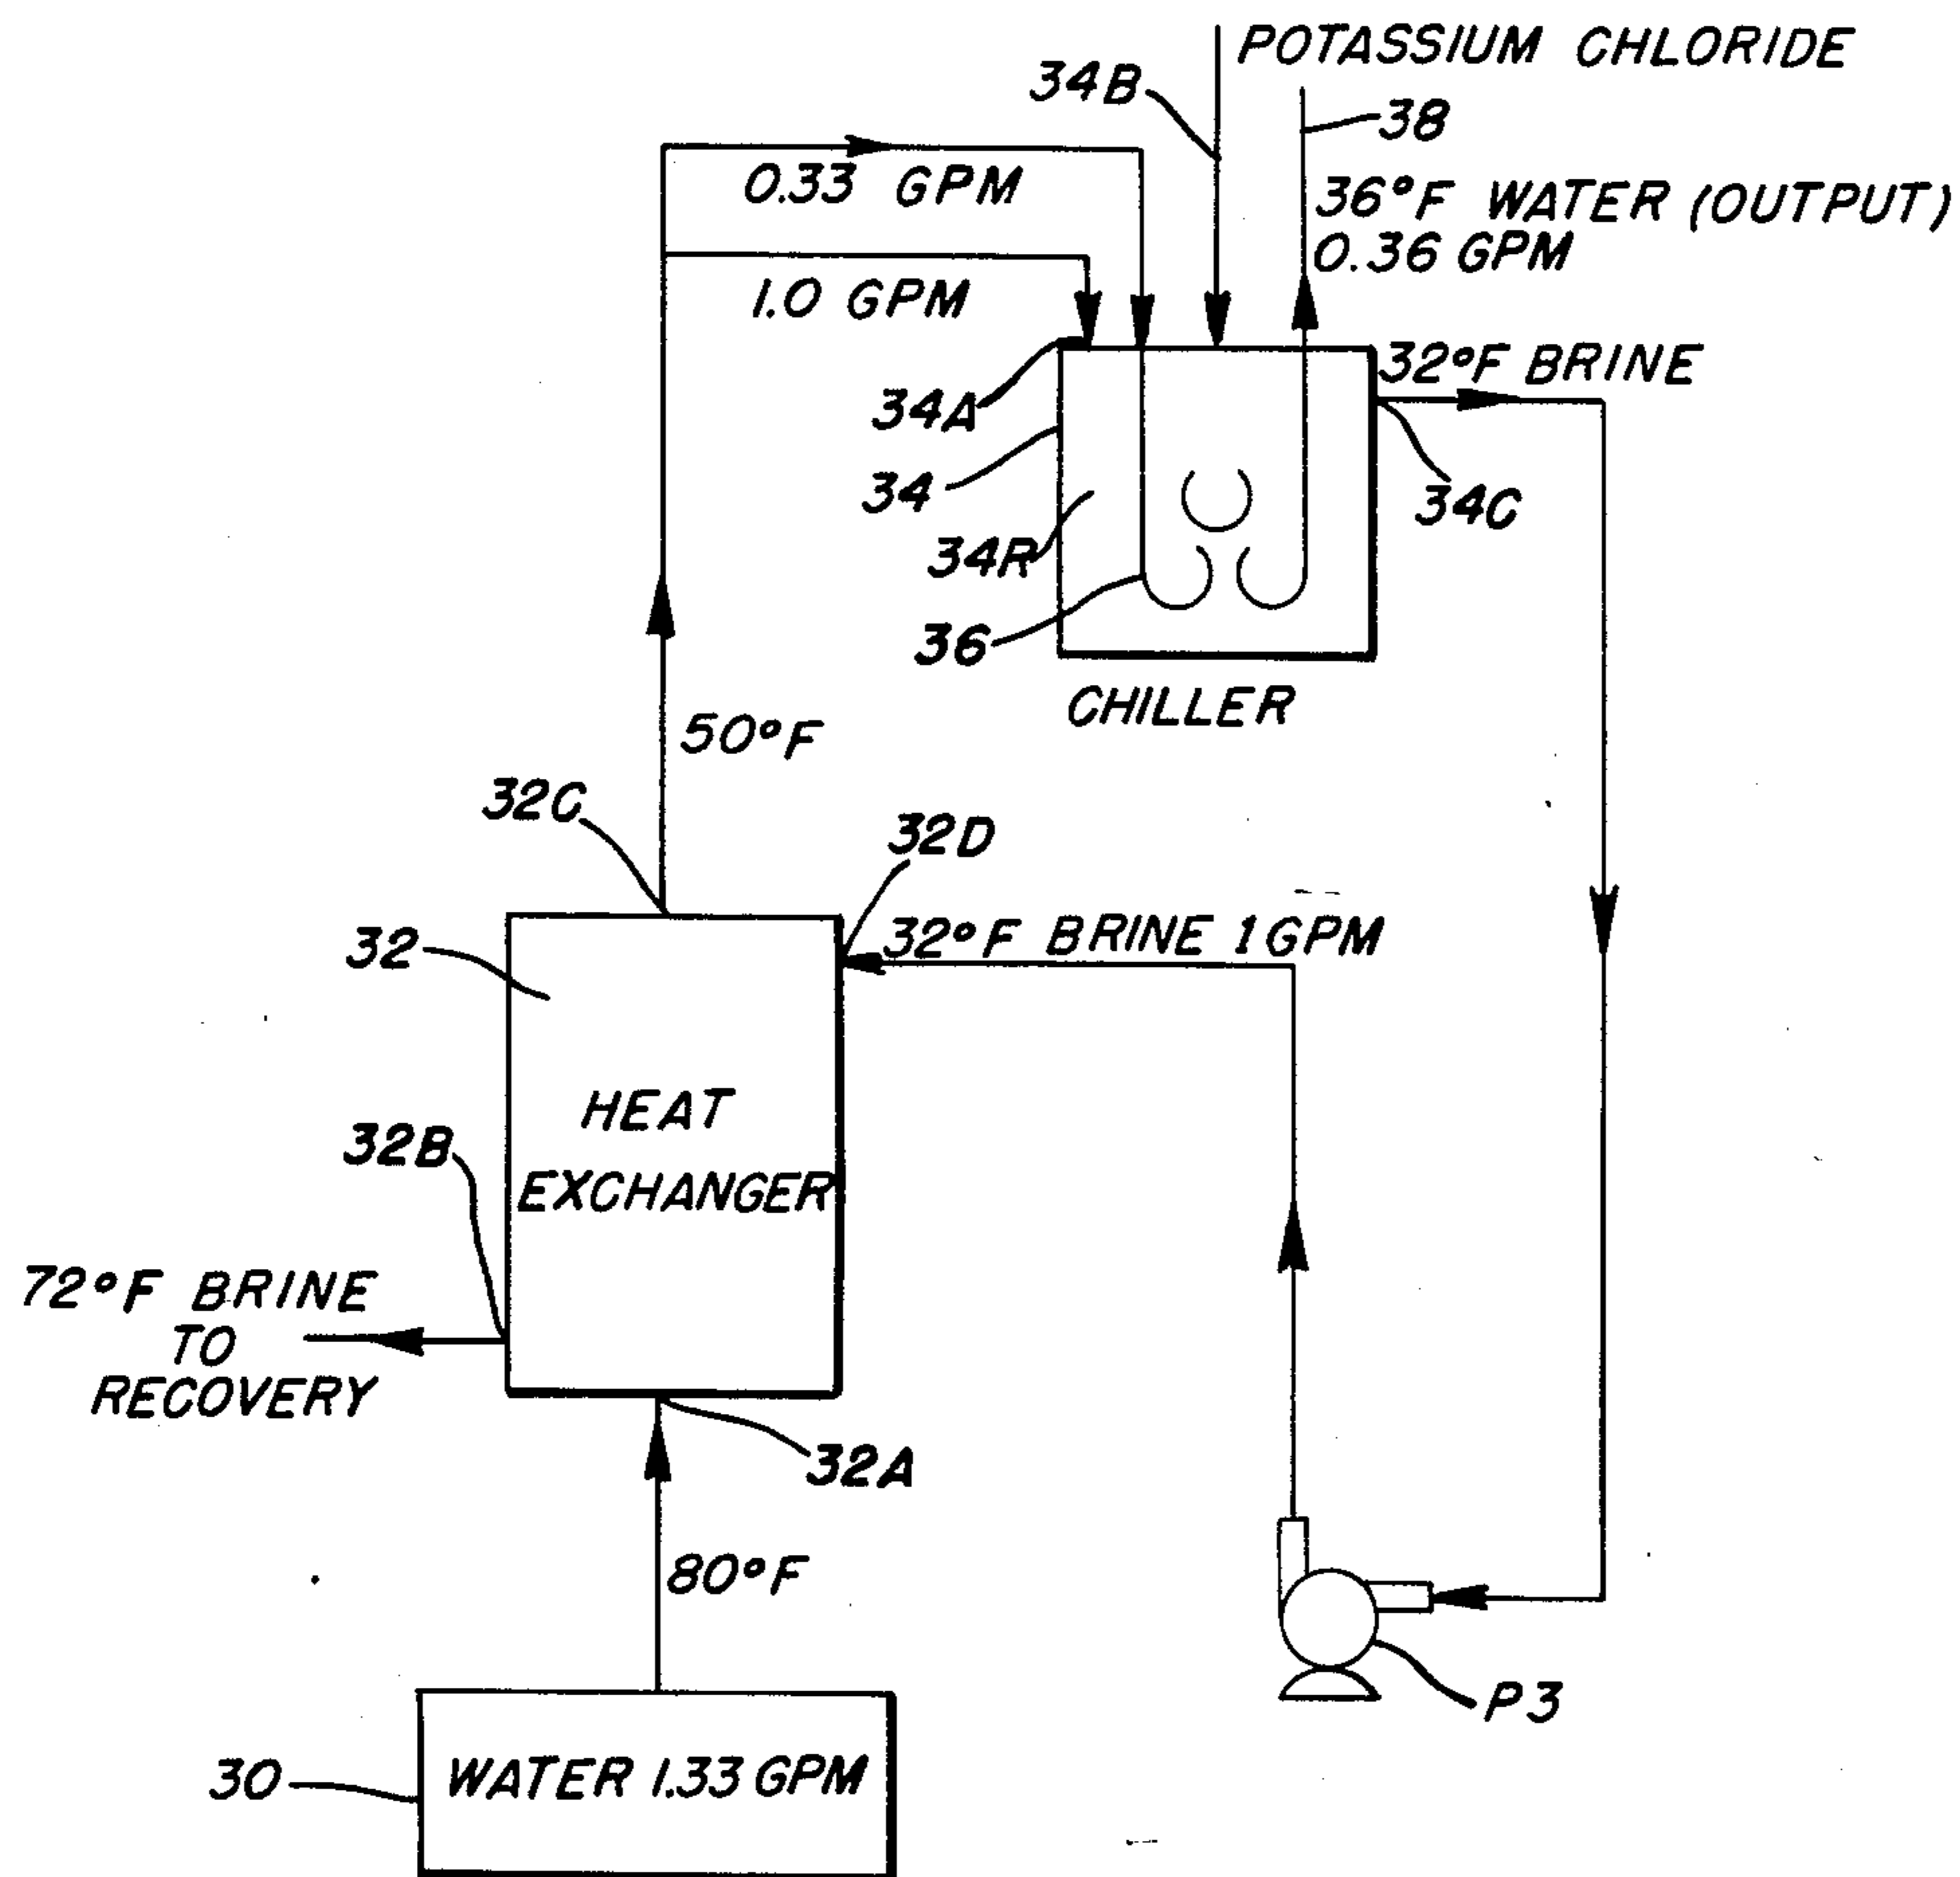 POTASSIUM CHLORIDE
34B
38
0.33 GPM
36°F WATER (OUTPUT)
0.36 GPM
1.0 GPM
32°F BRINE
34A
34
34C
34R
36
CHILLER
50°F
32C
32D
32
32°F BRINE 1 GPM
HEAT
EXCHANGER
32B
72°F BRINE
TO
RECOVERY
32A
80°F
P3
30
WATER 1.33 GPM